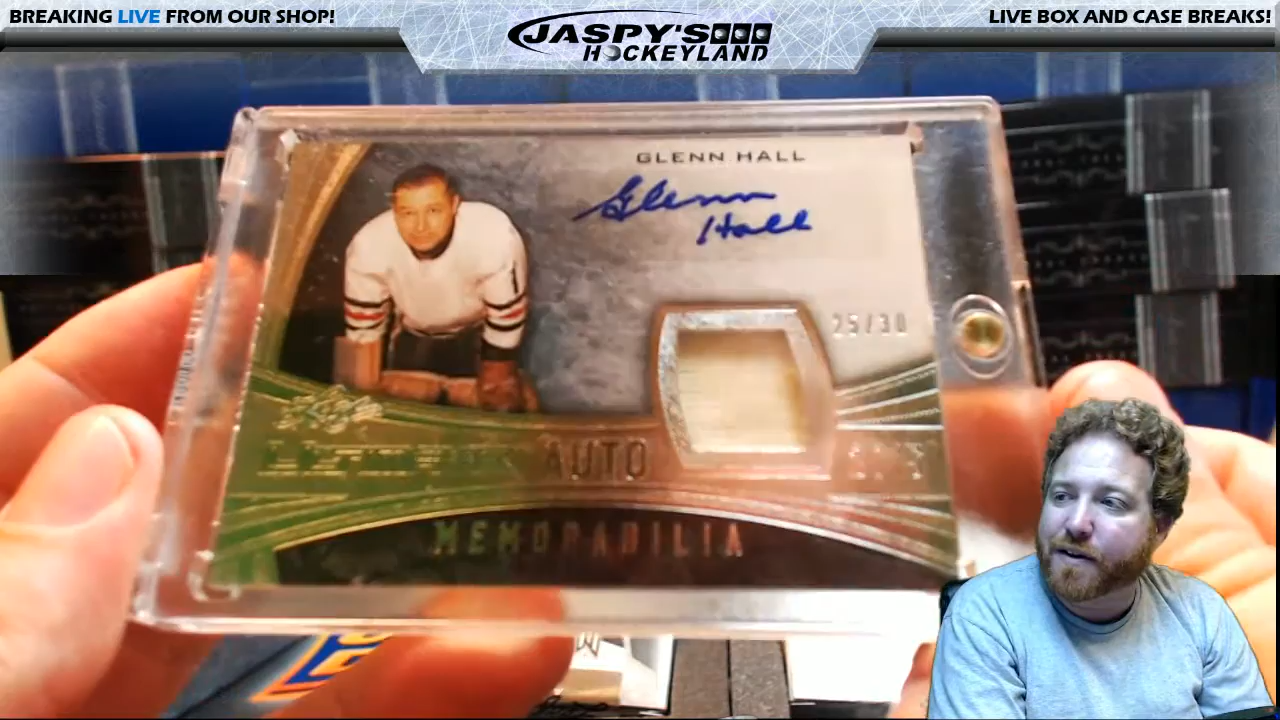 BREAKING LIVE FROM OUR SHOP!
JASPY'S
HOCKEYLAND
LIVE BOX AND CASE BREAKS!
GLENN HALL
Glenn
Hall
1
25/30
AUTO
MEMORABILIA